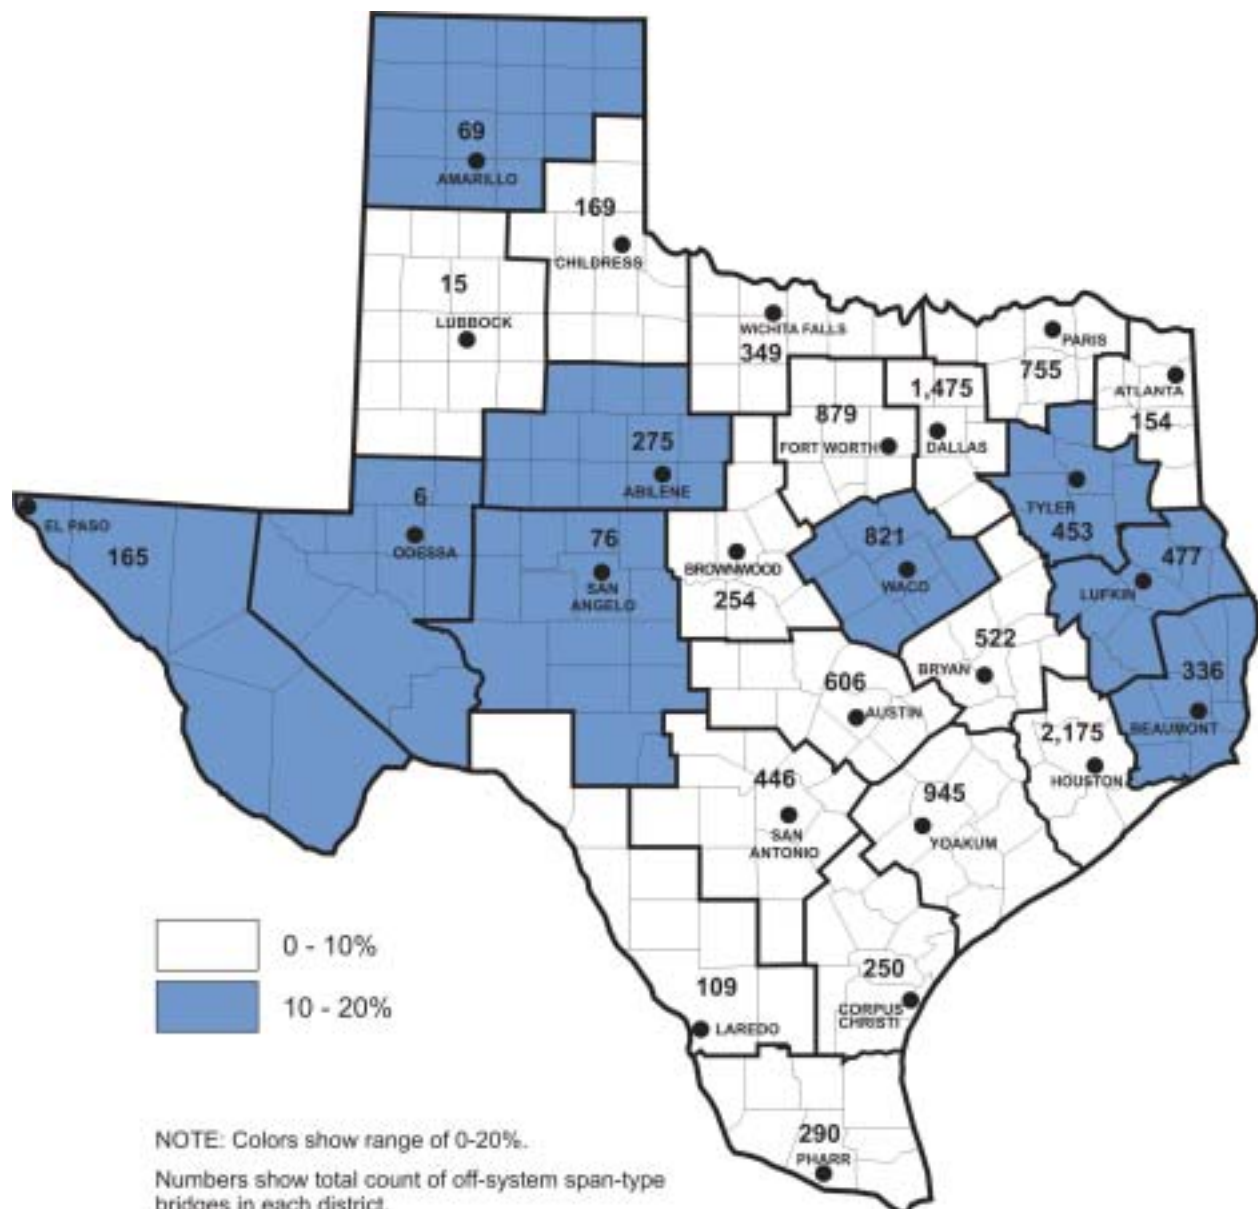 69
AMARILLO
169
CHILDRESS
15
LUBBOCK
WICHITA FALLS
349
PARIS
755
ATLANTA
154
1,475
DALLAS
879
FORT WORTH
275
ABILENE
TYLER
453
6
ODESSA
EL PASO
165
76
SAN
ANGELO
BROWNWOOD
254
821
WACO
477
LUFKIN
522
BRYAN
336
BEAUMONT
606
AUSTIN
2,175
HOUSTON
446
SAN
ANTONIO
945
YOAKUM
250
CORPUS
CHRISTI
109
LAREDO
290
PHARR
0 - 10%
10 - 20%
NOTE: Colors show range of 0-20%.
Numbers show total count of off-system span-type
bridges in each district.